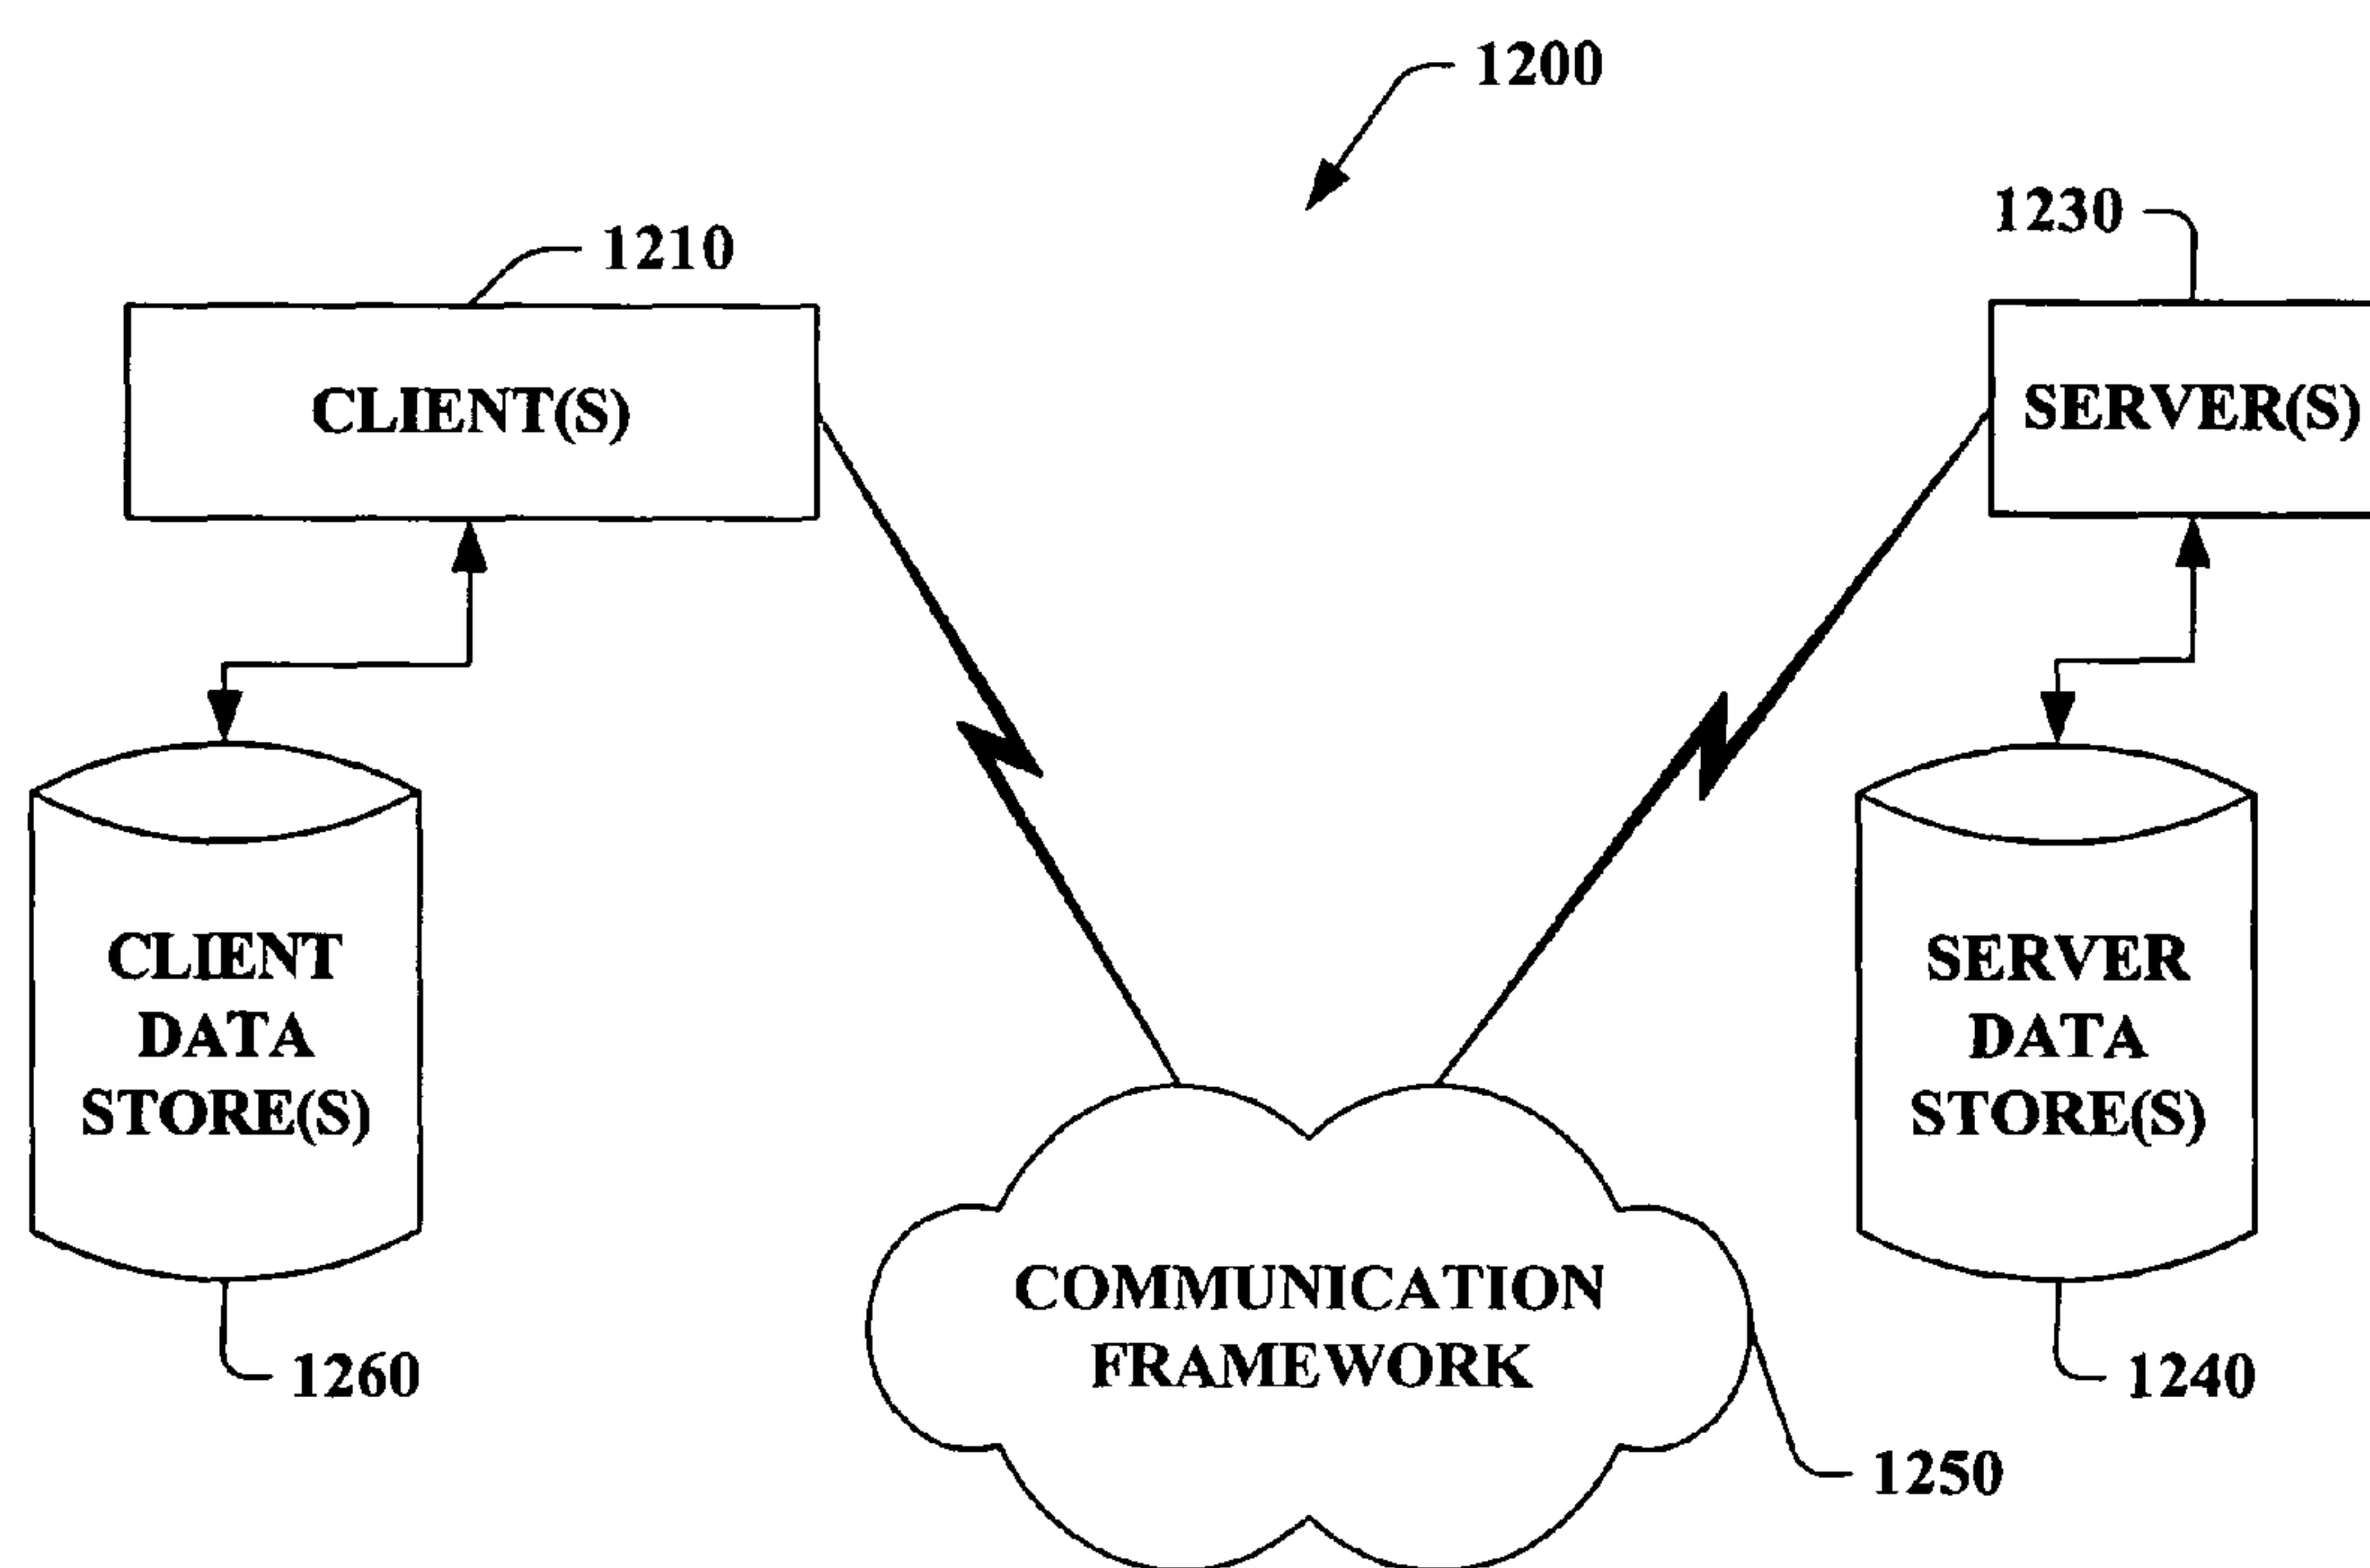 1200
1230
1210
CLIENT(S)
SERVER(S)
CLIENT
DATA
STORE(S)
SERVER
DATA
STORE(S)
COMMUNICATION
FRAMEWORK
1260
1240
1250